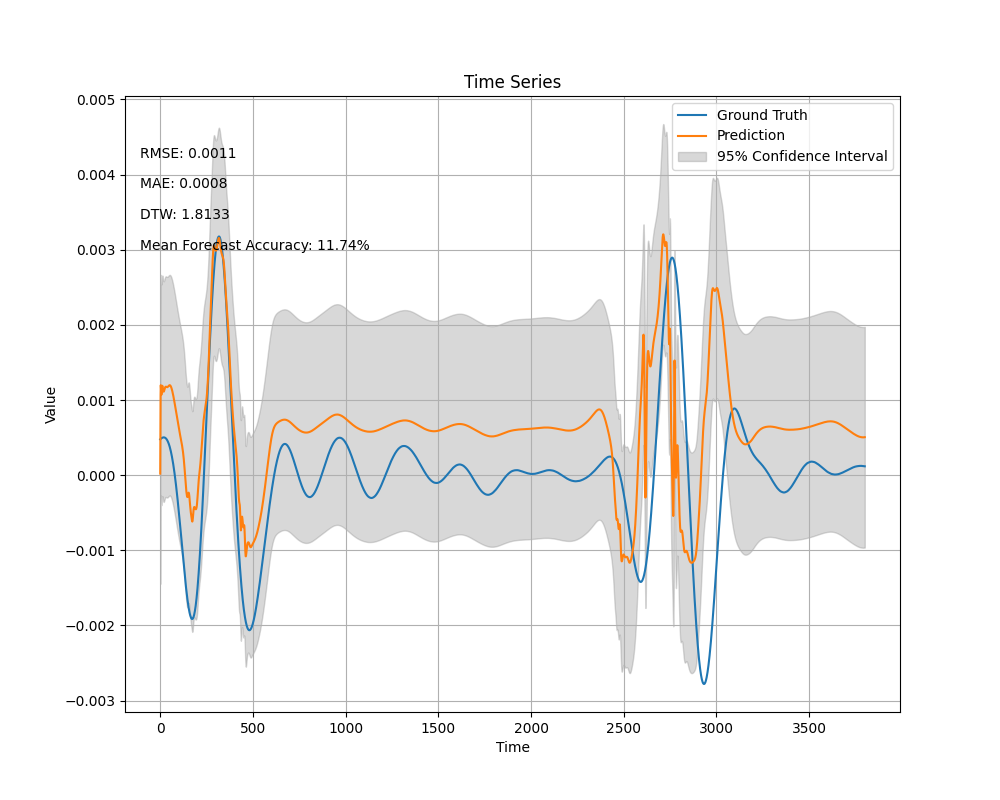 Time Series
Ground Truth
Prediction
95% Confidence Interval
RMSE: 0.0011
MAE: 0.0008
DTW: 1.8133
Mean Forecast Accuracy: 11.74%
Value
0.005
0.004
0.003
0.002
0.001
0.000
−0.001
−0.002
−0.003
0 500 1000 1500 2000 2500 3000 3500
Time